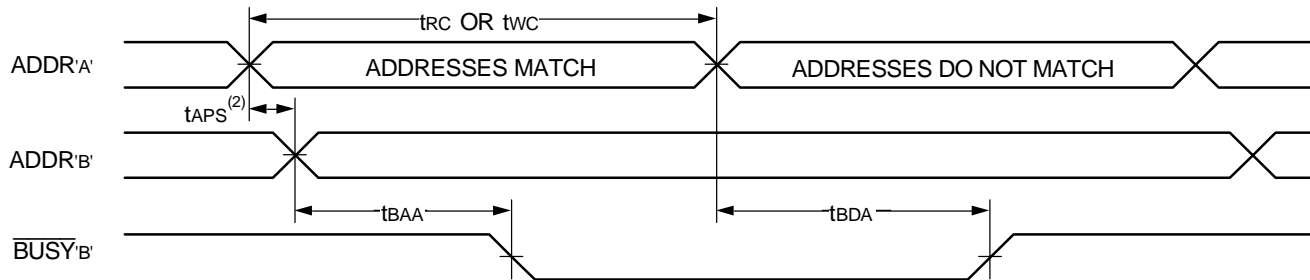 tRC OR tWC
ADDR'A'
ADDRESSES MATCH
ADDRESSES DO NOT MATCH
tAPS(2)
ADDR'B'
tBAA
tBDA
BUSY'B'